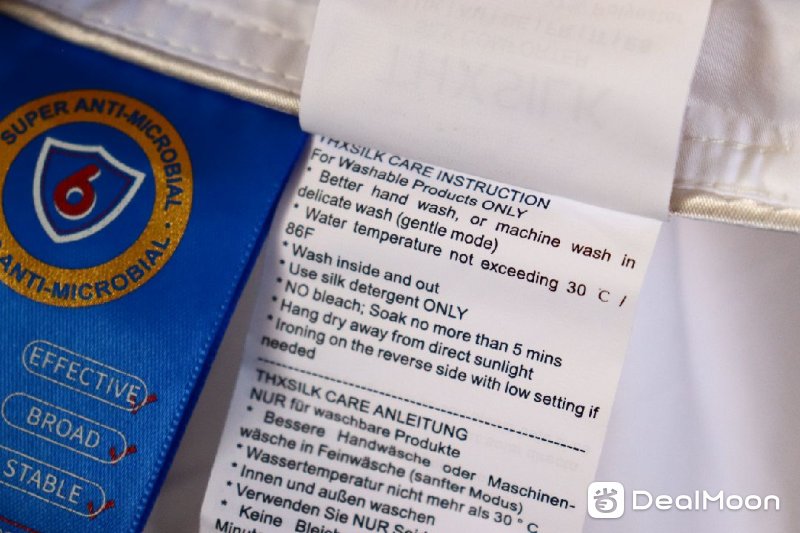 SUPER ANTI-MICROBIAL
6
ANTI-MICROBIAL
EFFECTIVE
BROAD
STABLE
THXSILK
THXSILK CARE INSTRUCTION
For Washable Products ONLY
* Better hand wash, or machine wash in
delicate wash (gentle mode)
* Water temperature not exceeding 30 ℃ /
86F
* Wash inside and out
* Use silk detergent ONLY
* NO bleach; Soak no more than 5 mins
* Hang dry away from direct sunlight
* Ironing on the reverse side with low setting if
needed
THXSILK CARE ANLEITUNG
NUR für waschbare Produkte
* Bessere Handwäsche oder Maschinen-
wäsche in Feinwäsche (sanfter Modus)
* Wassertemperatur nicht mehr als 30 ° C
* Innen und außen waschen
* Verwenden Sie NUR
* Keine
DealMoon